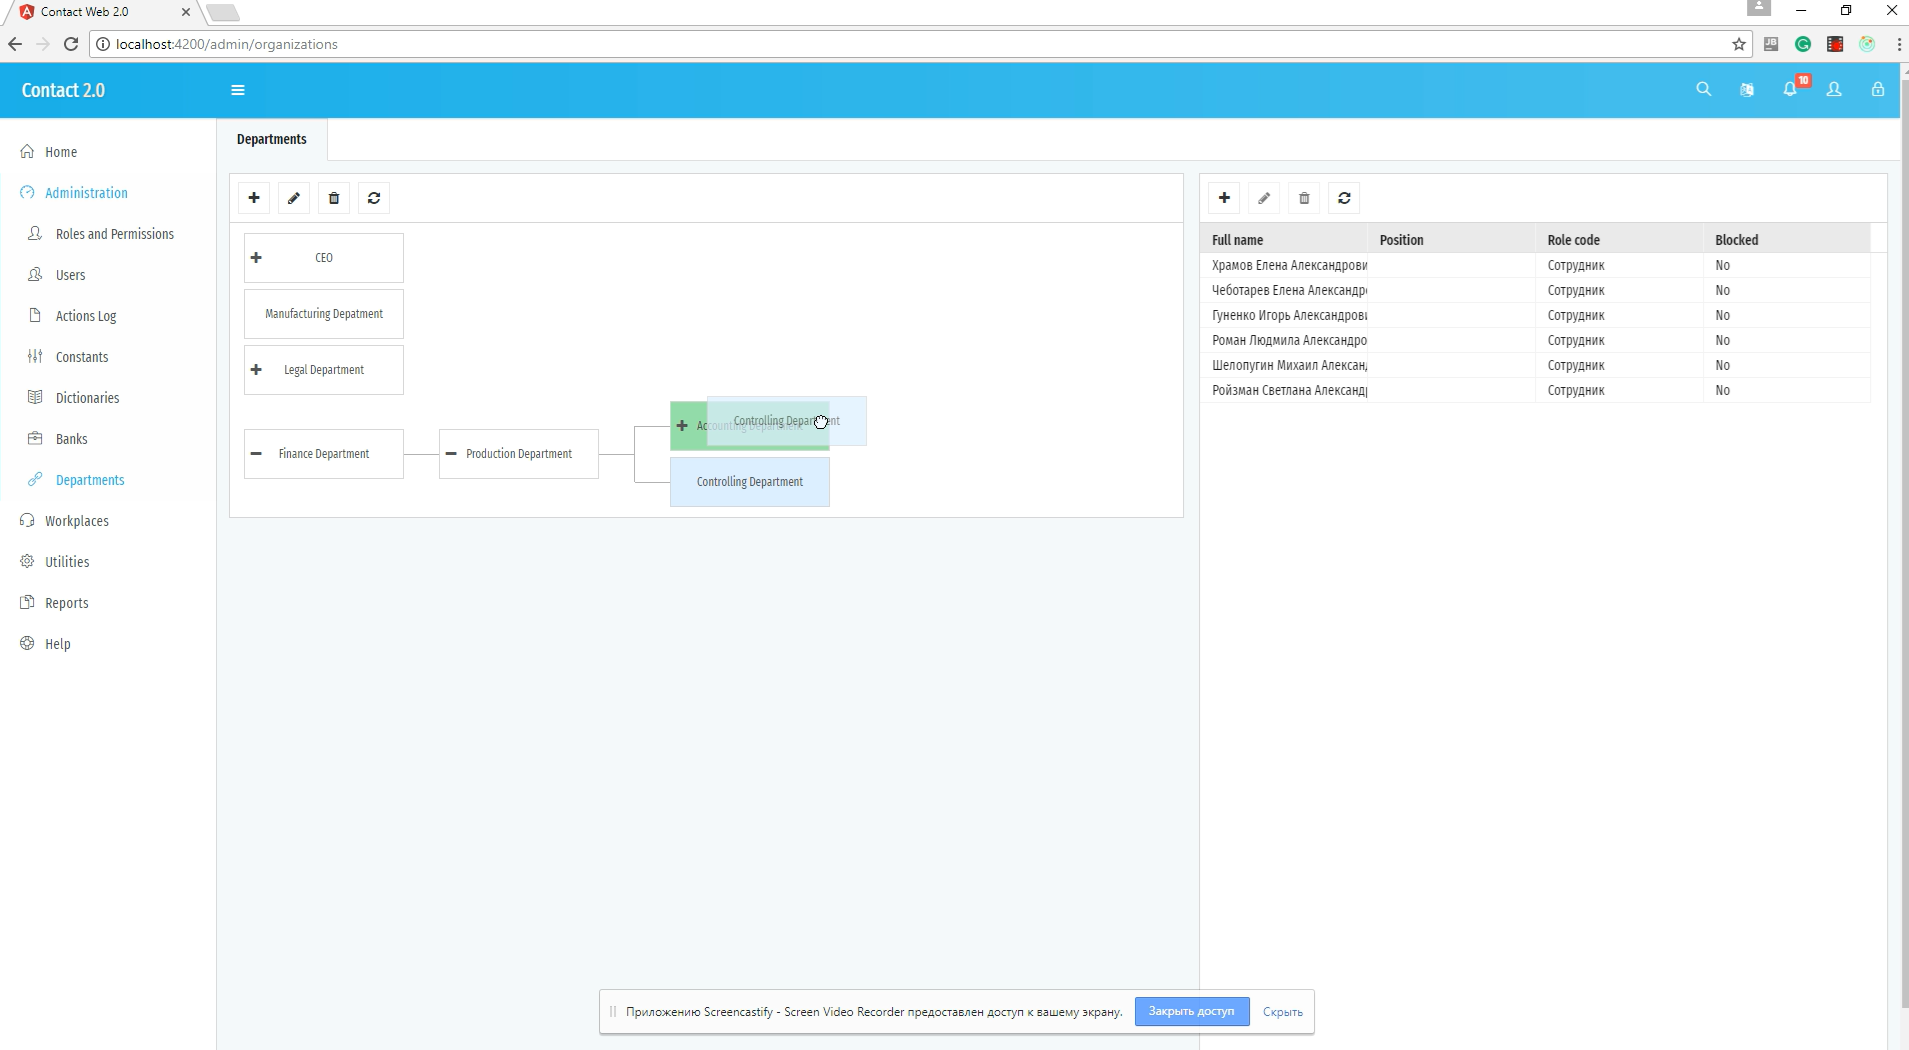 Contact Web 2.0
localhost:4200/admin/organizations
Contact 2.0
10
Departments
Home
Administration
Roles and Permissions
Users
Actions Log
Constants
Dictionaries
Banks
Departments
Workplaces
Utilities
Reports
Help
CEO
Manufacturing Depatment
Legal Department
Finance Department
Production Department
Controlling Department
Controlling Department
Full name Position Role code Blocked
Храмов Елена Александрови Сотрудник No
Чеботарев Елена Александр Сотрудник No
Гуненко Игорь Александрови Сотрудник No
Роман Людмила Александро Сотрудник No
Шелопугин Михаил Алексан Сотрудник No
Ройзман Светлана Александ Сотрудник No
Приложению Screencastify - Screen Video Recorder предоставлен доступ к вашему экрану.
Закрыть доступ
Скрыть